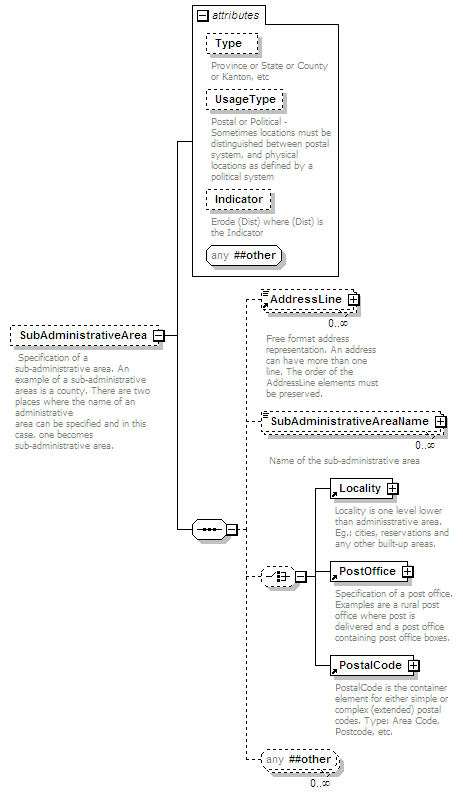 attributes
Type
Province or State or County
or Kanton, etc
UsageType
Postal or Political -
Sometimes locations must be
distinguished between postal
system, and physical
locations as defined by a
political system
Indicator
Erode (Dist) where (Dist) is
the Indicator
any ##other
SubAdministrativeArea
Specification of a
sub-administrative area. An
example of a sub-administrative
areas is a county. There are two
places where the name of an
administrative
area can be specified and in this
case, one becomes
sub-administrative area.
AddressLine
0..∞
Free format address
representation. An address
can have more than one
line. The order of the
AddressLine elements must
be preserved.
SubAdministrativeAreaName
0..∞
Name of the sub-administrative area
Locality
Locality is one level lower
than adminisstrative area.
Eg.: cities, reservations and
any other built-up areas.
PostOffice
Specification of a post office.
Examples are a rural post
office where post is
delivered and a post office
containing post office boxes.
PostalCode
PostalCode is the container
element for either simple or
complex (extended) postal
codes. Type: Area Code,
Postcode, etc.
any ##other
0..∞